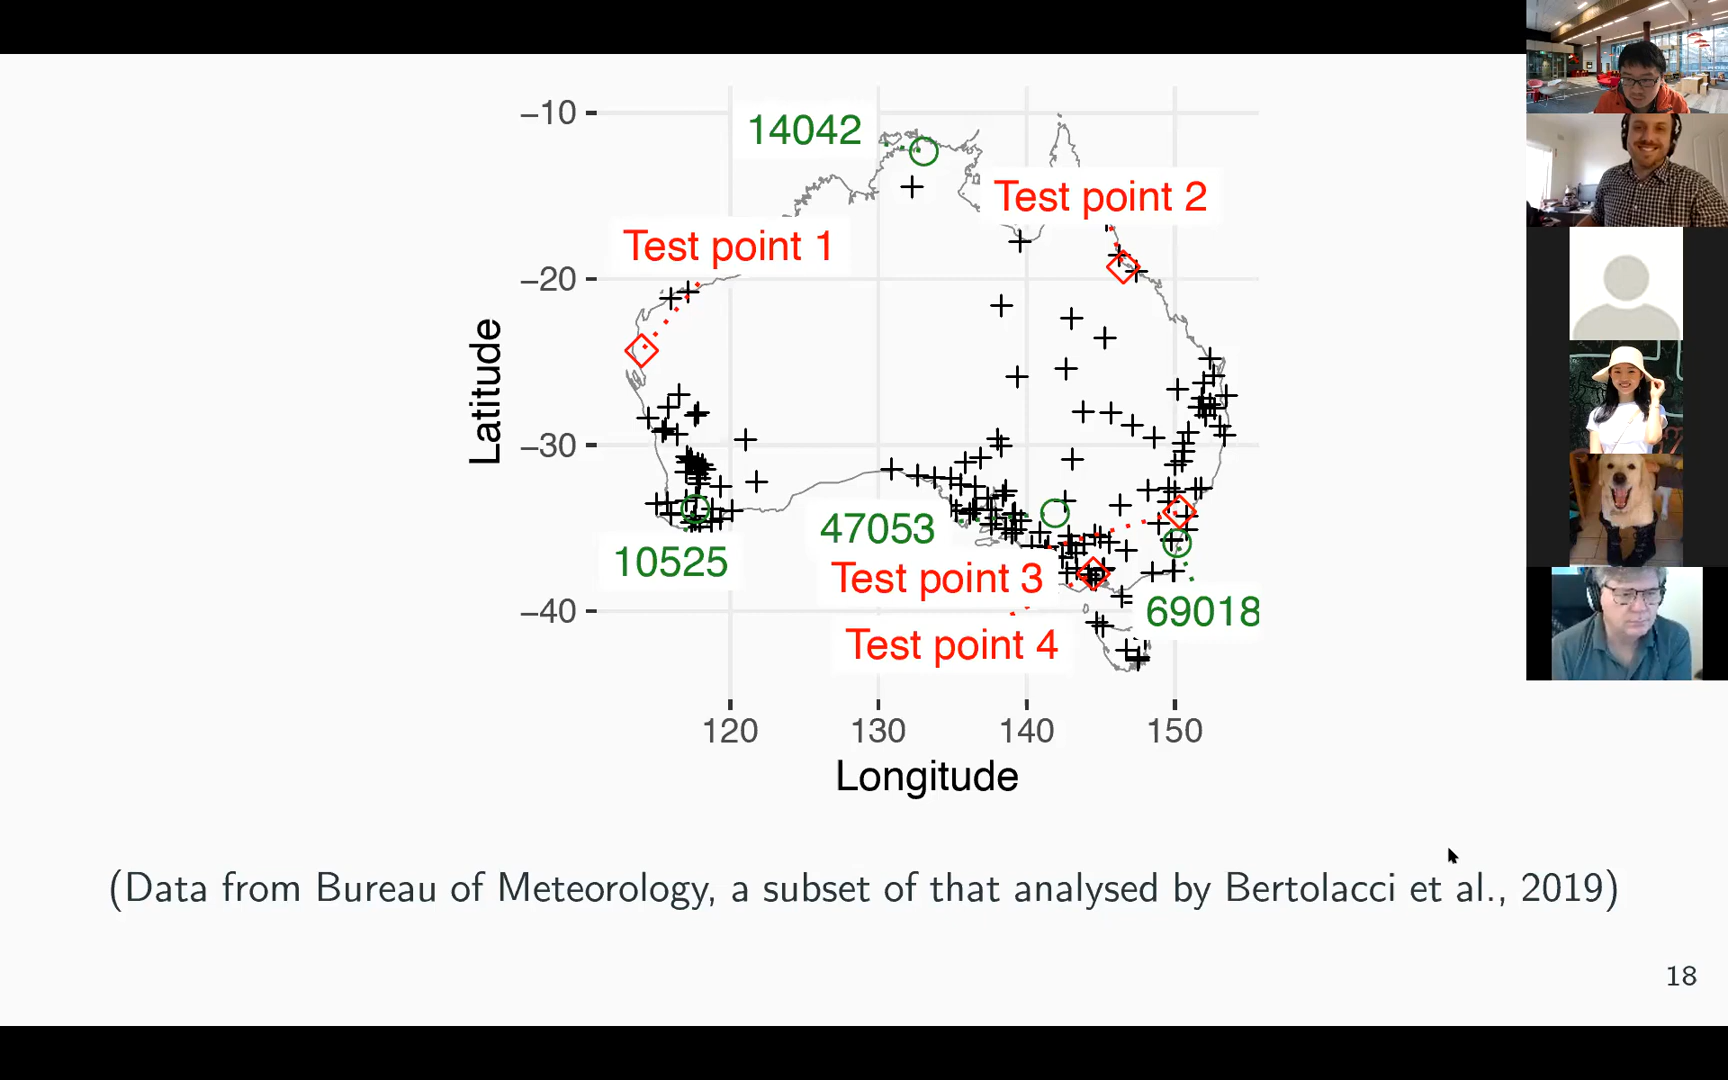 −10
14042
Test point 2
Test point 1
−20
Latitude
−30
47053
10525
Test point 3
−40
69018
Test point 4
120 130 140 150
Longitude
(Data from Bureau of Meteorology, a subset of that analysed by Bertolacci et al., 2019)
18